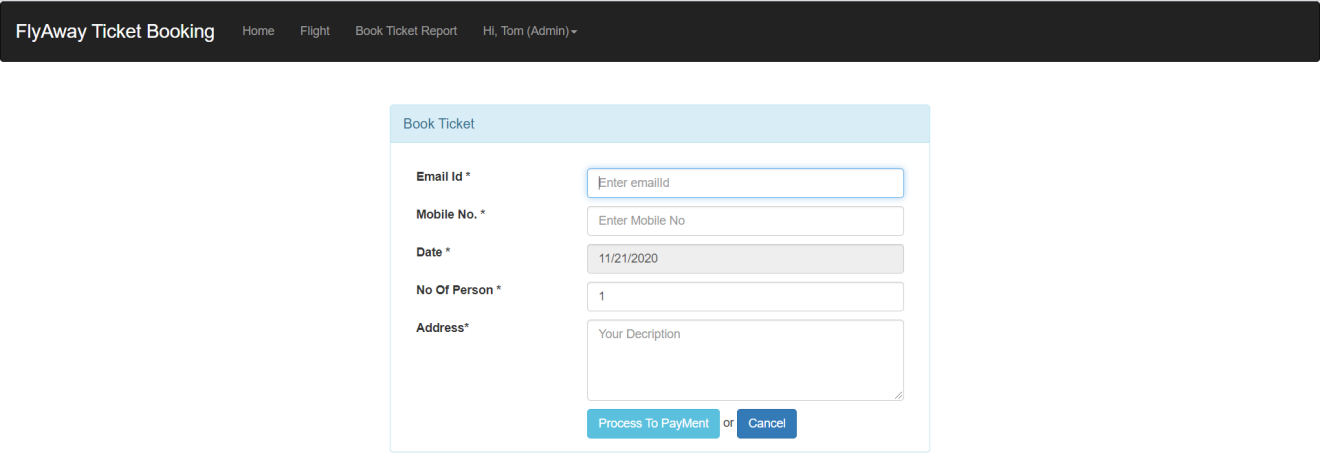 FlyAway Ticket Booking Home Flight Book Ticket Report Hi, Tom (Admin)
Book Ticket
Email Id * Enter emailId
Mobile No. * Enter Mobile No
Date * 11/21/2020
No Of Person * 1
Address* Your Decription
Process To PayMent or Cancel